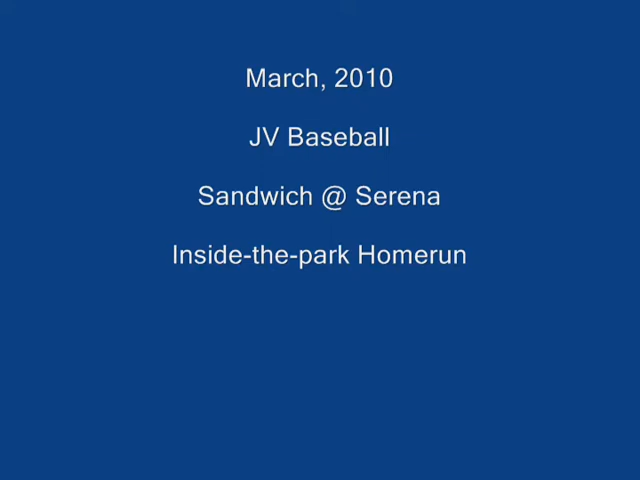 March, 2010
JV Baseball
Sandwich @ Serena
Inside-the-park Homerun